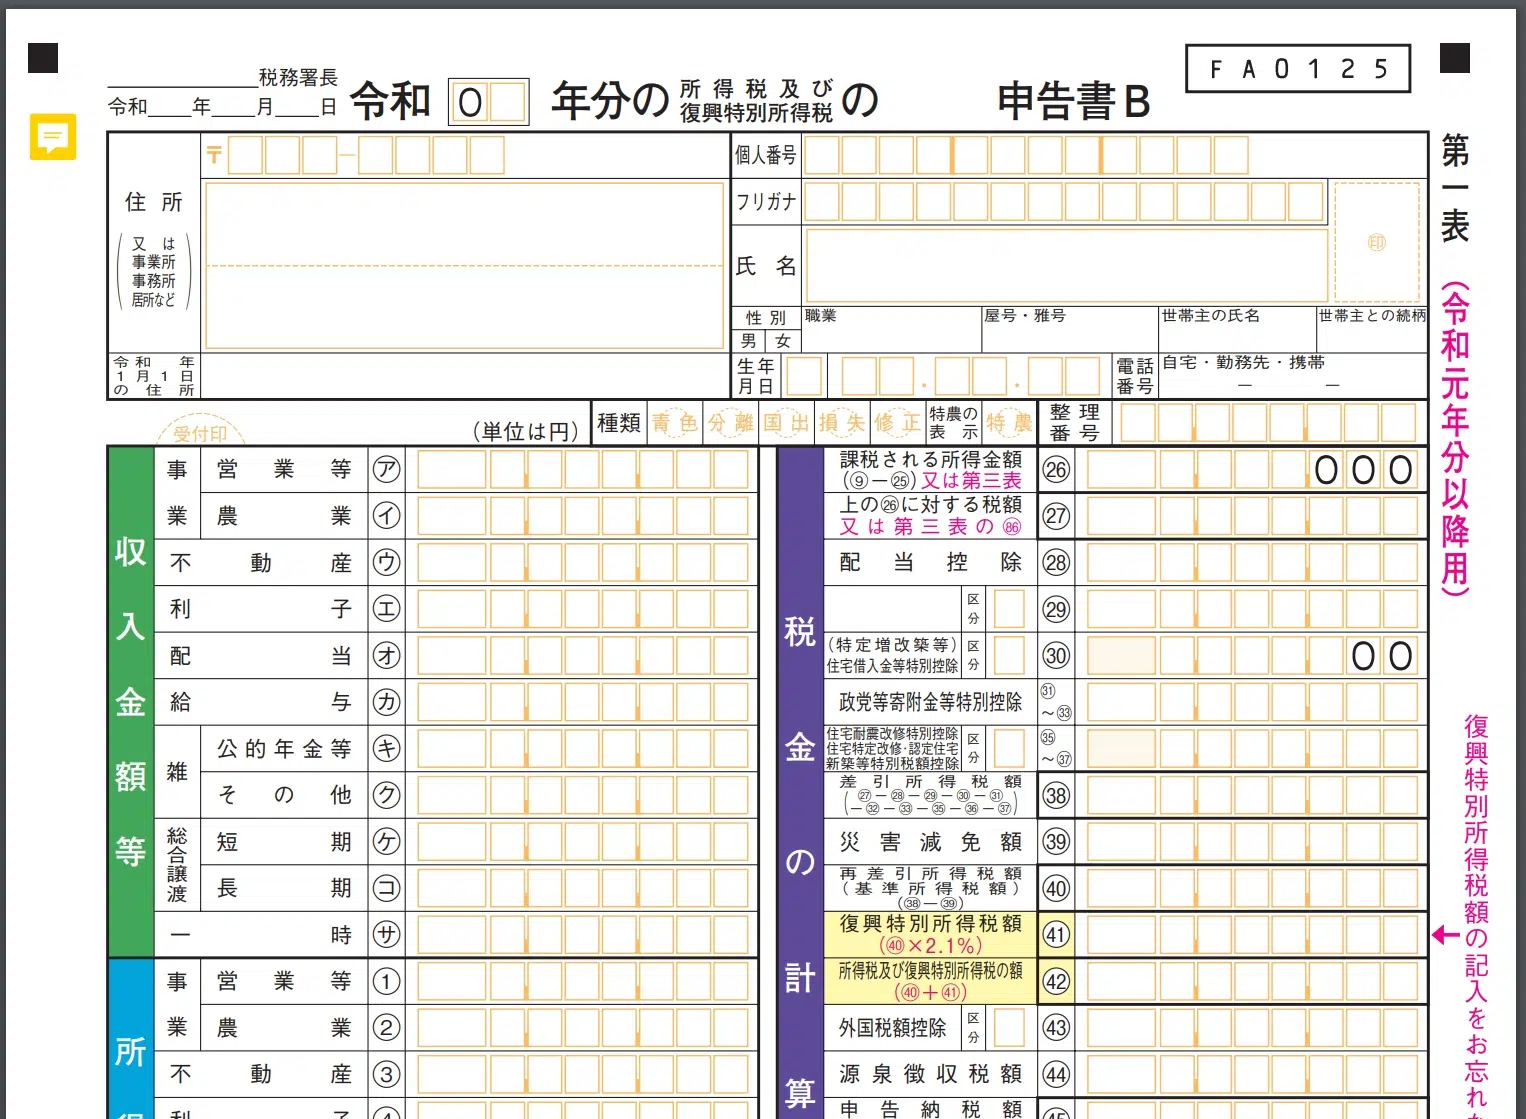 FA0125
税務署長
令和＿年＿月＿日
令和 0 年分の 所得税及び復興特別所得税 の 申告書B
第一表
（令和元年分以降用）
住所
（又は事業所事務所居所など）
〒 －
個人番号
フリガナ
氏名
㊞
性別
男 女
職業
屋号・雅号
世帯主の氏名
世帯主との続柄
令和 年1月1日の住所
生年月日
電話番号
自宅・勤務先・携帯
－ －
受付印
（単位は円）
種類
青色 分離 国出 損失 修正
特農の表示
特農
整理番号
収入金額等
事業
営業等 ㋐
農業 ㋑
不動産 ㋒
利子 ㋓
配当 ㋔
給与 ㋕
雑
公的年金等 ㋖
その他 ㋗
総合譲渡
短期 ㋘
長期 ㋙
一時 ㋚
所
事業
営業等 ①
農業 ②
不動産 ③
税金の計算
課税される所得金額
（⑨－㉕）又は第三表 ㉖ 000
上の㉖に対する税額
又は第三表の86 ㉗
配当控除 ㉘
区分 ㉙
（特定増改築等）
住宅借入金等特別控除 区分 ㉚ 00
政党等寄附金等特別控除 ㉛～㉝
住宅耐震改修特別控除
住宅特定改修・認定住宅
新築等特別税額控除 区分 ㉟～㊲
差引所得税額
（㉗－㉘－㉙－㉚－㉛
－㉜－㉝－㉟－㊱－㊲） ㊳
災害減免額 ㊴
再差引所得税額
（基準所得税額）
（㊳－㊴） ㊵
復興特別所得税額
（㊵×2.1%） ㊶
所得税及び復興特別所得税の額
（㊵＋㊶） ㊷
外国税額控除 区分 ㊸
源泉徴収税額 ㊹
申告納税額
復興特別所得税額の記入をお忘れ